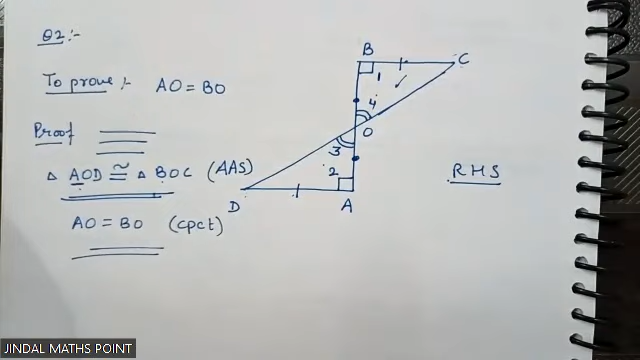 Q2:-
To prove:- AO = BO
Proof
△ AOD ≅ △ BOC (AAS)
AO = BO (cpct)
B
C
1
4
O
3
2
D
A
RHS
JINDAL MATHS POINT